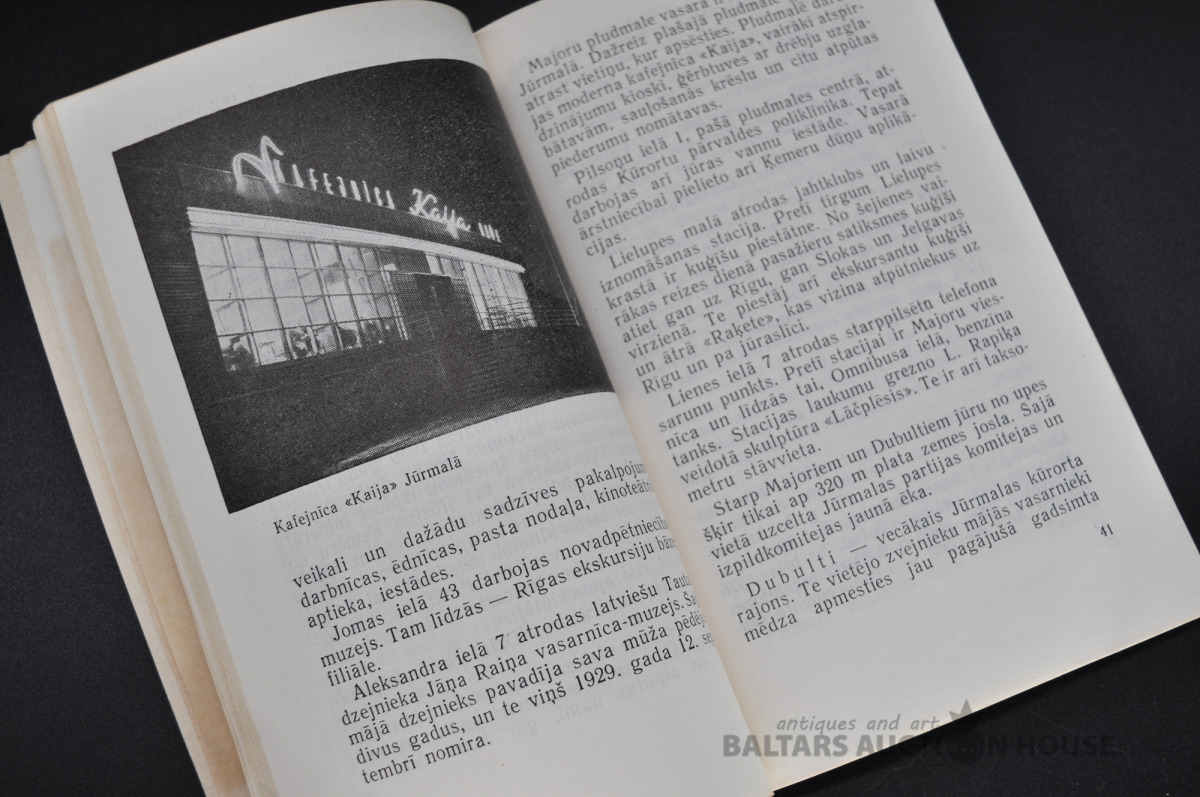 KAFEJNICA Kaija
Kafejnīca «Kaija» Jūrmalā
veikali un dažādu sadzīves pakalpojum
darbnīcas, ēdnīcas, pasta nodaļa, kinoteāt
aptieka, iestādes.
Jomas ielā 43 darbojas novadpētniecīb
muzejs. Tam līdzās — Rīgas ekskursiju
filiāle.
Aleksandra ielā 7 atrodas latviešu Taut
dzejnieka Jāņa Raiņa vasarnīca-muzejs.
mājā dzejnieks pavadīja sava mūža pēdēj
divus gadus, un te viņš 1929. gada 12. se
tembrī nomira.
Majoru pludmale vasarā
Jūrmalā. Dažreiz plašajā pludmalē
atrast vietiņu, kur apsēsties. Pludmalē
jas moderna kafejnīca «Kaija», vairāki atspir-
dzinājumu kioski, ģērbtuves ar drēbju uzgla-
bātavām, sauļošanās krēslu un citu atpūtas
piederumu nomātavas.
Pilsoņu ielā 1, pašā pludmales centrā, at-
rodas Kūrortu pārvaldes poliklīnika. Tepat
darbojas arī jūras vannu iestāde. Vasarā
ārstniecībai pielieto arī Ķemeru dūņu aplikā-
cijas.
Lielupes malā atrodas jahtklubs un laivu
iznomāšanas stacija. Pretī tirgum Lielupes
krastā ir kuģīšu piestātne. No šejienes vai-
rākas reizes dienā pasažieru satiksmes kuģīši
atiet gan uz Rīgu, gan Slokas un Jelgavas
virzienā. Te piestāj arī ekskursantu kuģīši
un ātrā «Raķete», kas vizina atpūtniekus uz
Rīgu un pa jūraslīci.
Lienes ielā 7 atrodas starppilsētu telefona
sarunu punkts. Pretī stacijai ir Majoru vies-
nīca un līdzās tai, Omnibusa ielā, benzīna
tanks. Stacijas laukumu grezno L. Rapiķa
veidotā skulptūra «Lāčplēsis». Te ir arī takso-
metru stāvvieta.
Starp Majoriem un Dubultiem jūru no upes
šķir tikai ap 320 m plata zemes josla. Šajā
vietā uzcelta Jūrmalas partijas komitejas un
izpildkomitejas jaunā ēka.
Dubulti — vecākais Jūrmalas kūrorta
rajons. Te vietējo zvejnieku mājās vasarnieki
mēdza apmesties jau pagājušā gadsimta
41
antiques and art
BALTARS AUCTION HOUSE